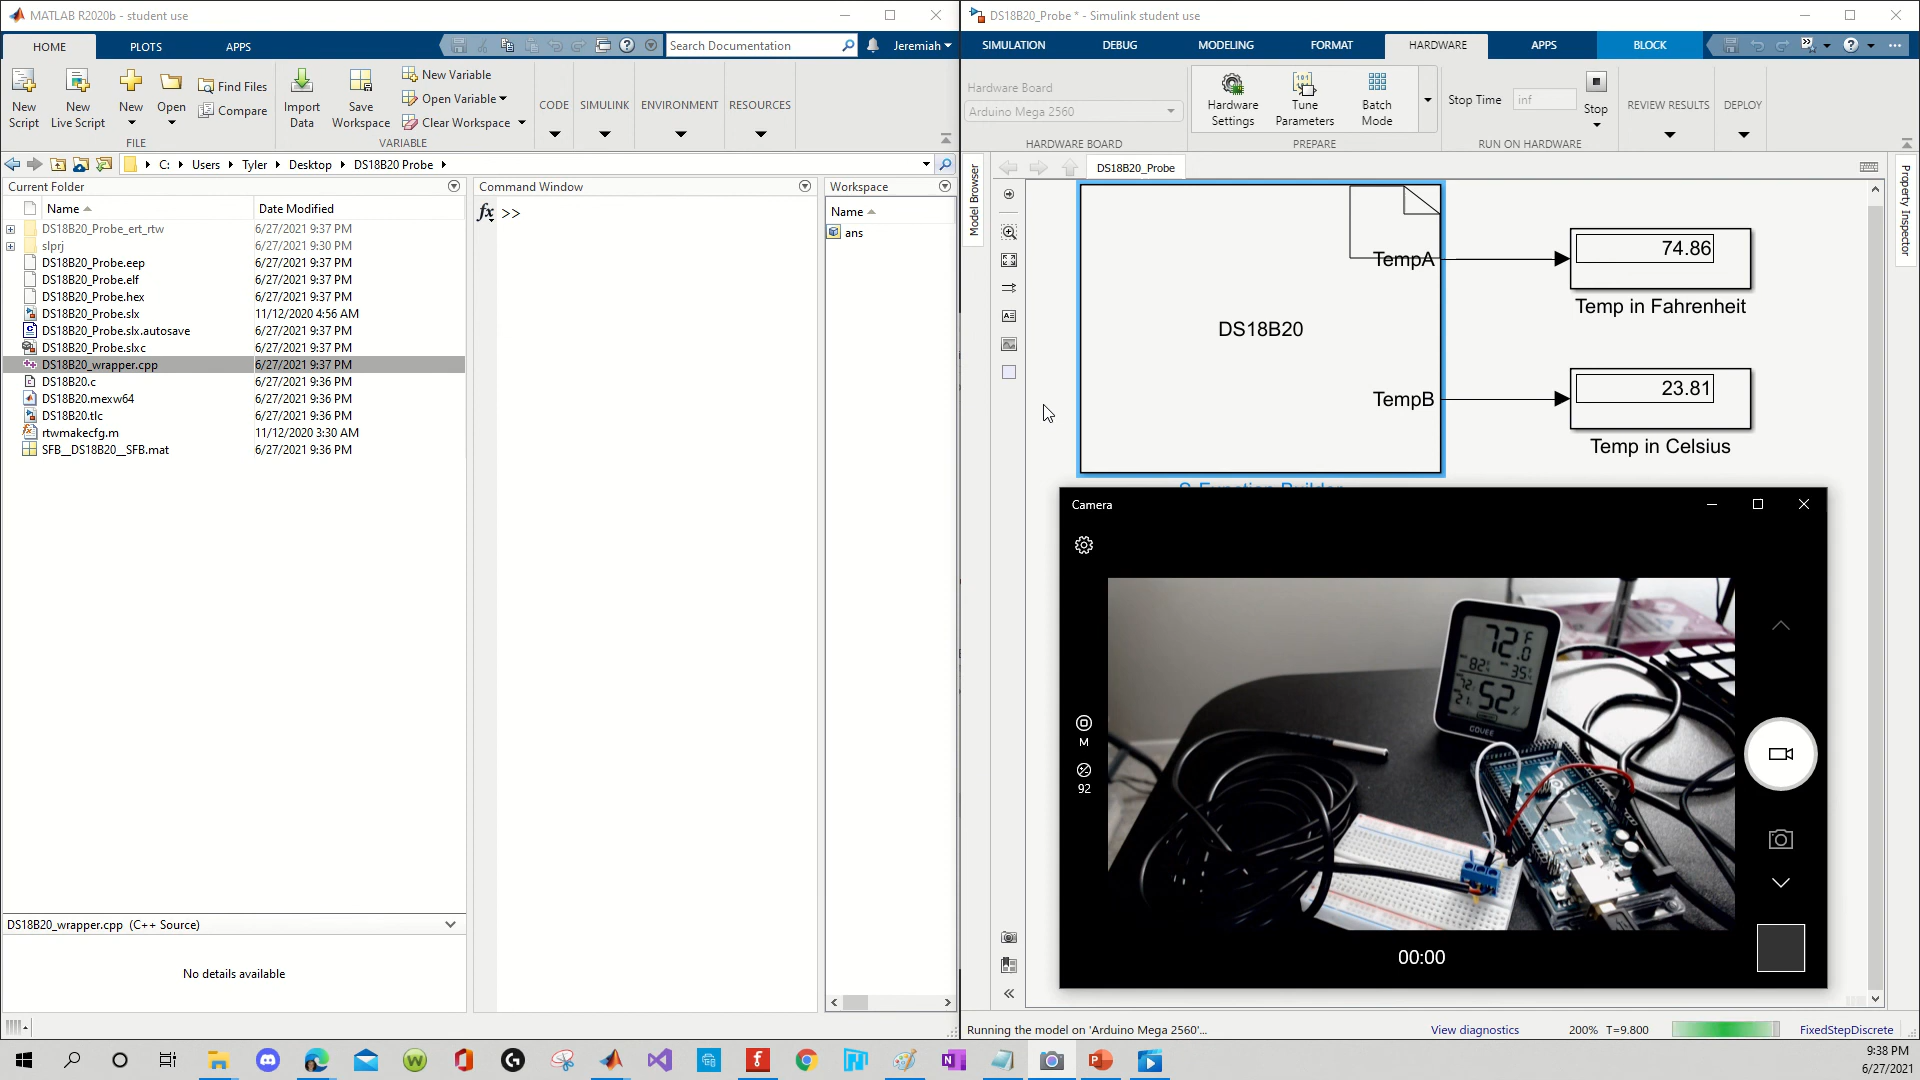 MATLAB R2020b - student use
HOME
PLOTS
APPS
Search Documentation
Jeremiah
New Script
New Live Script
New
Open
Find Files
Compare
Import Data
Save Workspace
New Variable
Open Variable
Clear Workspace
CODE
SIMULINK
ENVIRONMENT
RESOURCES
FILE
VARIABLE
C:
Users
Tyler
Desktop
DS18B20 Probe
Current Folder
Name
Date Modified
DS18B20_Probe_ert_rtw 6/27/2021 9:37 PM
slprj 6/27/2021 9:30 PM
DS18B20_Probe.eep 6/27/2021 9:37 PM
DS18B20_Probe.elf 6/27/2021 9:37 PM
DS18B20_Probe.hex 6/27/2021 9:37 PM
DS18B20_Probe.slx 11/12/2020 4:56 AM
DS18B20_Probe.slx.autosave 6/27/2021 9:37 PM
DS18B20_Probe.slxc 6/27/2021 9:37 PM
DS18B20_wrapper.cpp 6/27/2021 9:37 PM
DS18B20.c 6/27/2021 9:36 PM
DS18B20.mexw64 6/27/2021 9:36 PM
DS18B20.tlc 6/27/2021 9:36 PM
rtwmakecfg.m 11/12/2020 3:30 AM
SFB__DS18B20__SFB.mat 6/27/2021 9:36 PM
DS18B20_wrapper.cpp (C++ Source)
No details available
Command Window
fx >>
Workspace
Name
ans
DS18B20_Probe * - Simulink student use
SIMULATION
DEBUG
MODELING
FORMAT
HARDWARE
APPS
BLOCK
Hardware Board
Arduino Mega 2560
HARDWARE BOARD
Hardware Settings
Tune Parameters
Batch Mode
PREPARE
Stop Time
inf
Stop
RUN ON HARDWARE
REVIEW RESULTS
DEPLOY
Model Browser
DS18B20_Probe
Property Inspector
DS18B20
TempA
TempB
74.86
Temp in Fahrenheit
23.81
Temp in Celsius
S-Function Builder
Camera
M
92
72.0 F
52 %
GOVEE
00:00
Running the model on 'Arduino Mega 2560'...
View diagnostics
200%
T=9.800
FixedStepDiscrete
9:38 PM
6/27/2021